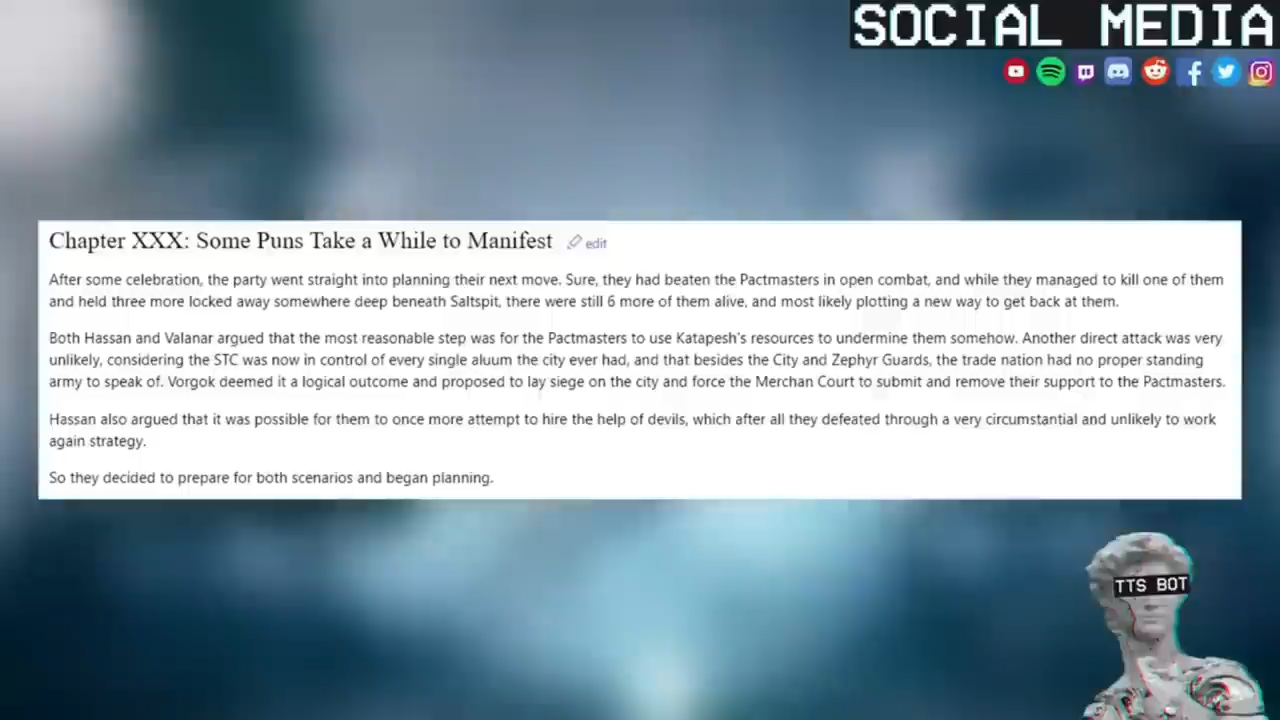 SOCIAL MEDIA
Chapter XXX: Some Puns Take a While to Manifest edit
After some celebration, the party went straight into planning their next move. Sure, they had beaten the Pactmasters in open combat, and while they managed to kill one of them
and held three more locked away somewhere deep beneath Saltspit, there were still 6 more of them alive, and most likely plotting a new way to get back at them.
Both Hassan and Valanar argued that the most reasonable step was for the Pactmasters to use Katapesh's resources to undermine them somehow. Another direct attack was very
unlikely, considering the STC was now in control of every single aluum the city ever had, and that besides the City and Zephyr Guards, the trade nation had no proper standing
army to speak of. Vorgok deemed it a logical outcome and proposed to lay siege on the city and force the Merchan Court to submit and remove their support to the Pactmasters.
Hassan also argued that it was possible for them to once more attempt to hire the help of devils, which after all they defeated through a very circumstantial and unlikely to work
again strategy.
So they decided to prepare for both scenarios and began planning.
TTS BOT